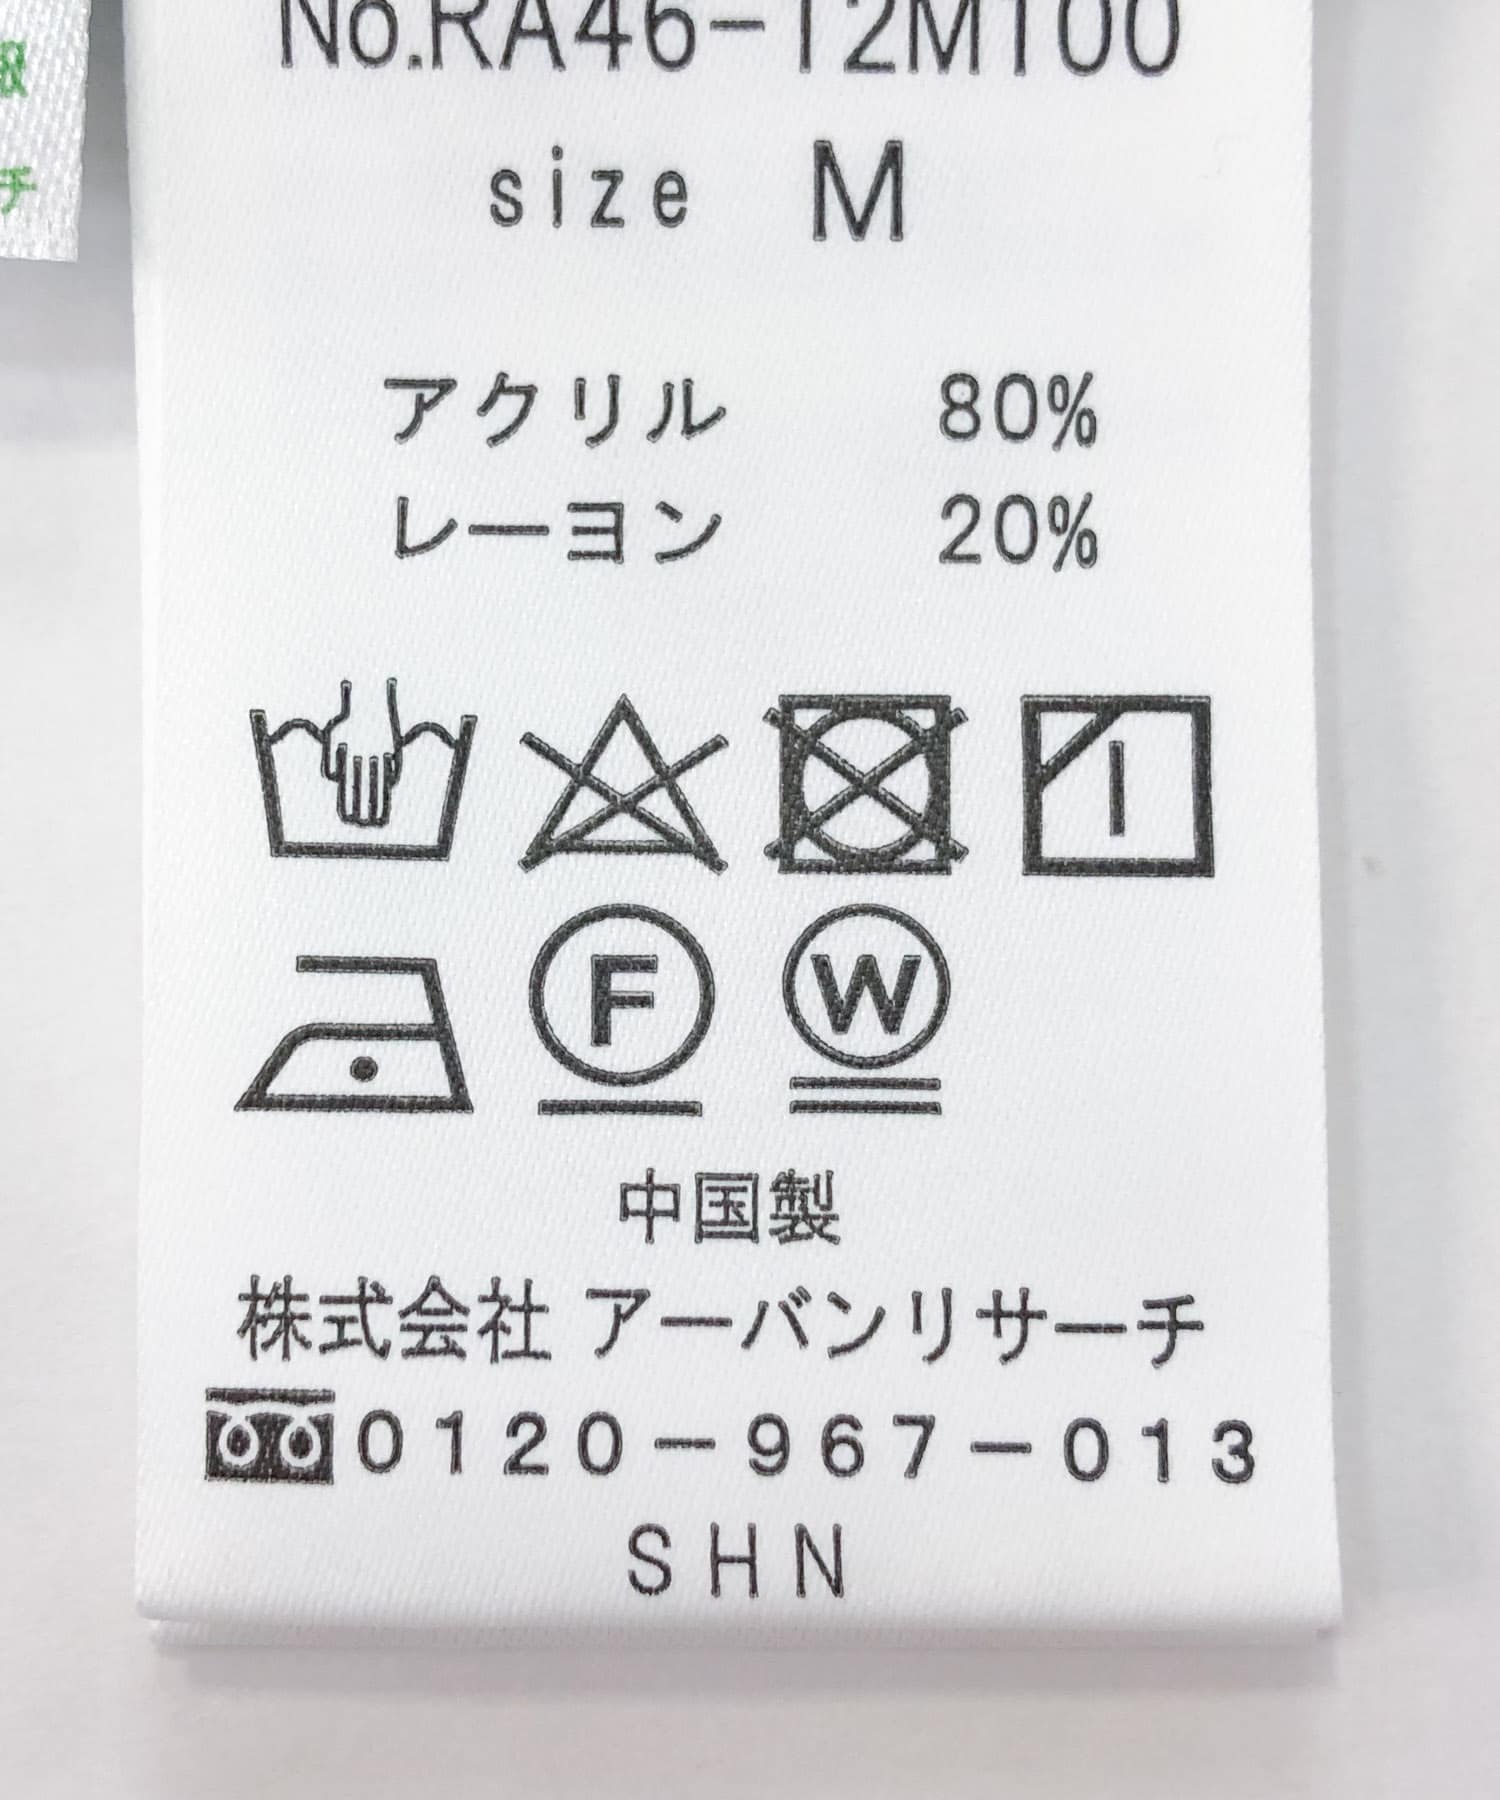 No.RA46-12M100
size M
アクリル 80%
レーヨン 20%
F W
中国製
株式会社 アーバンリサーチ
0120-967-013
SHN
チ